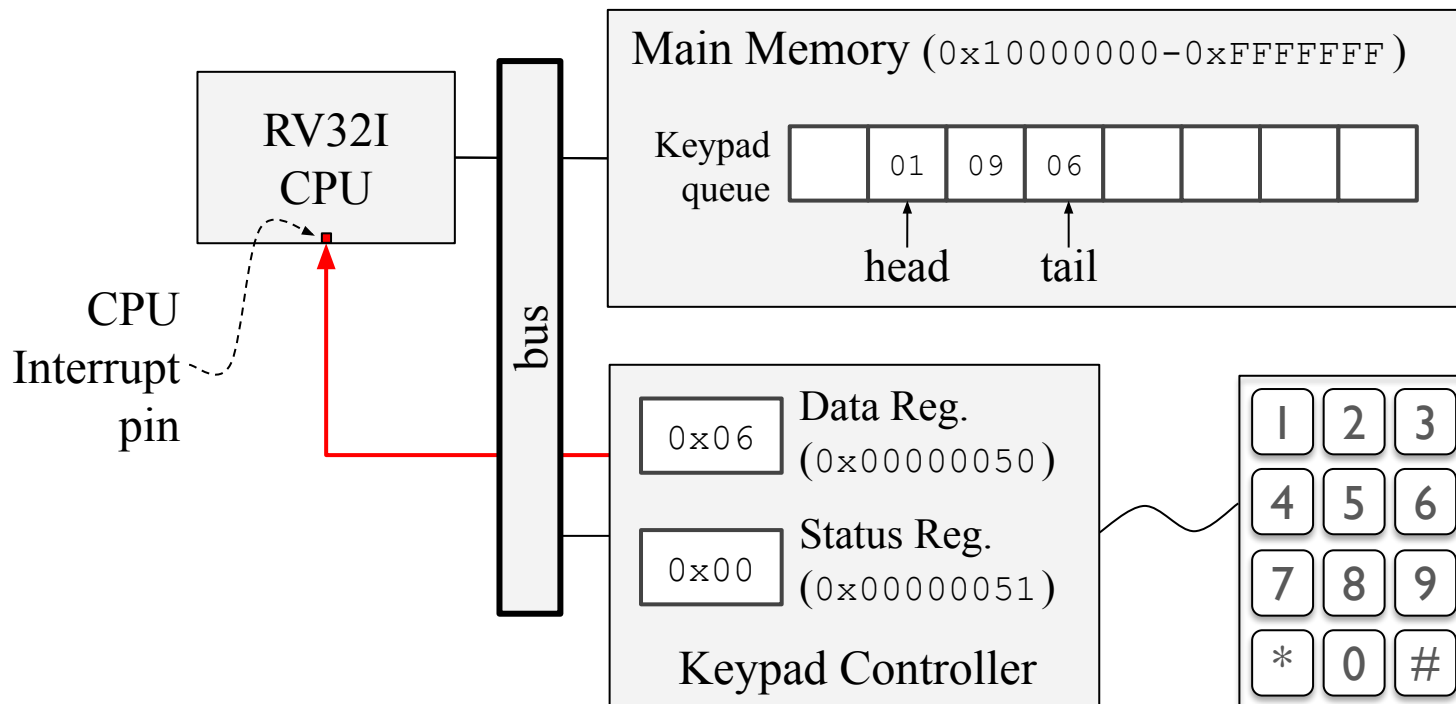 Main Memory (0x10000000-0xFFFFFFF)
RV32I
CPU
Keypad
queue
01 09 06
head tail
CPU
Interrupt
pin
bus
0x06
Data Reg.
(0x00000050)
0x00
Status Reg.
(0x00000051)
Keypad Controller
1 2 3
4 5 6
7 8 9
* 0 #